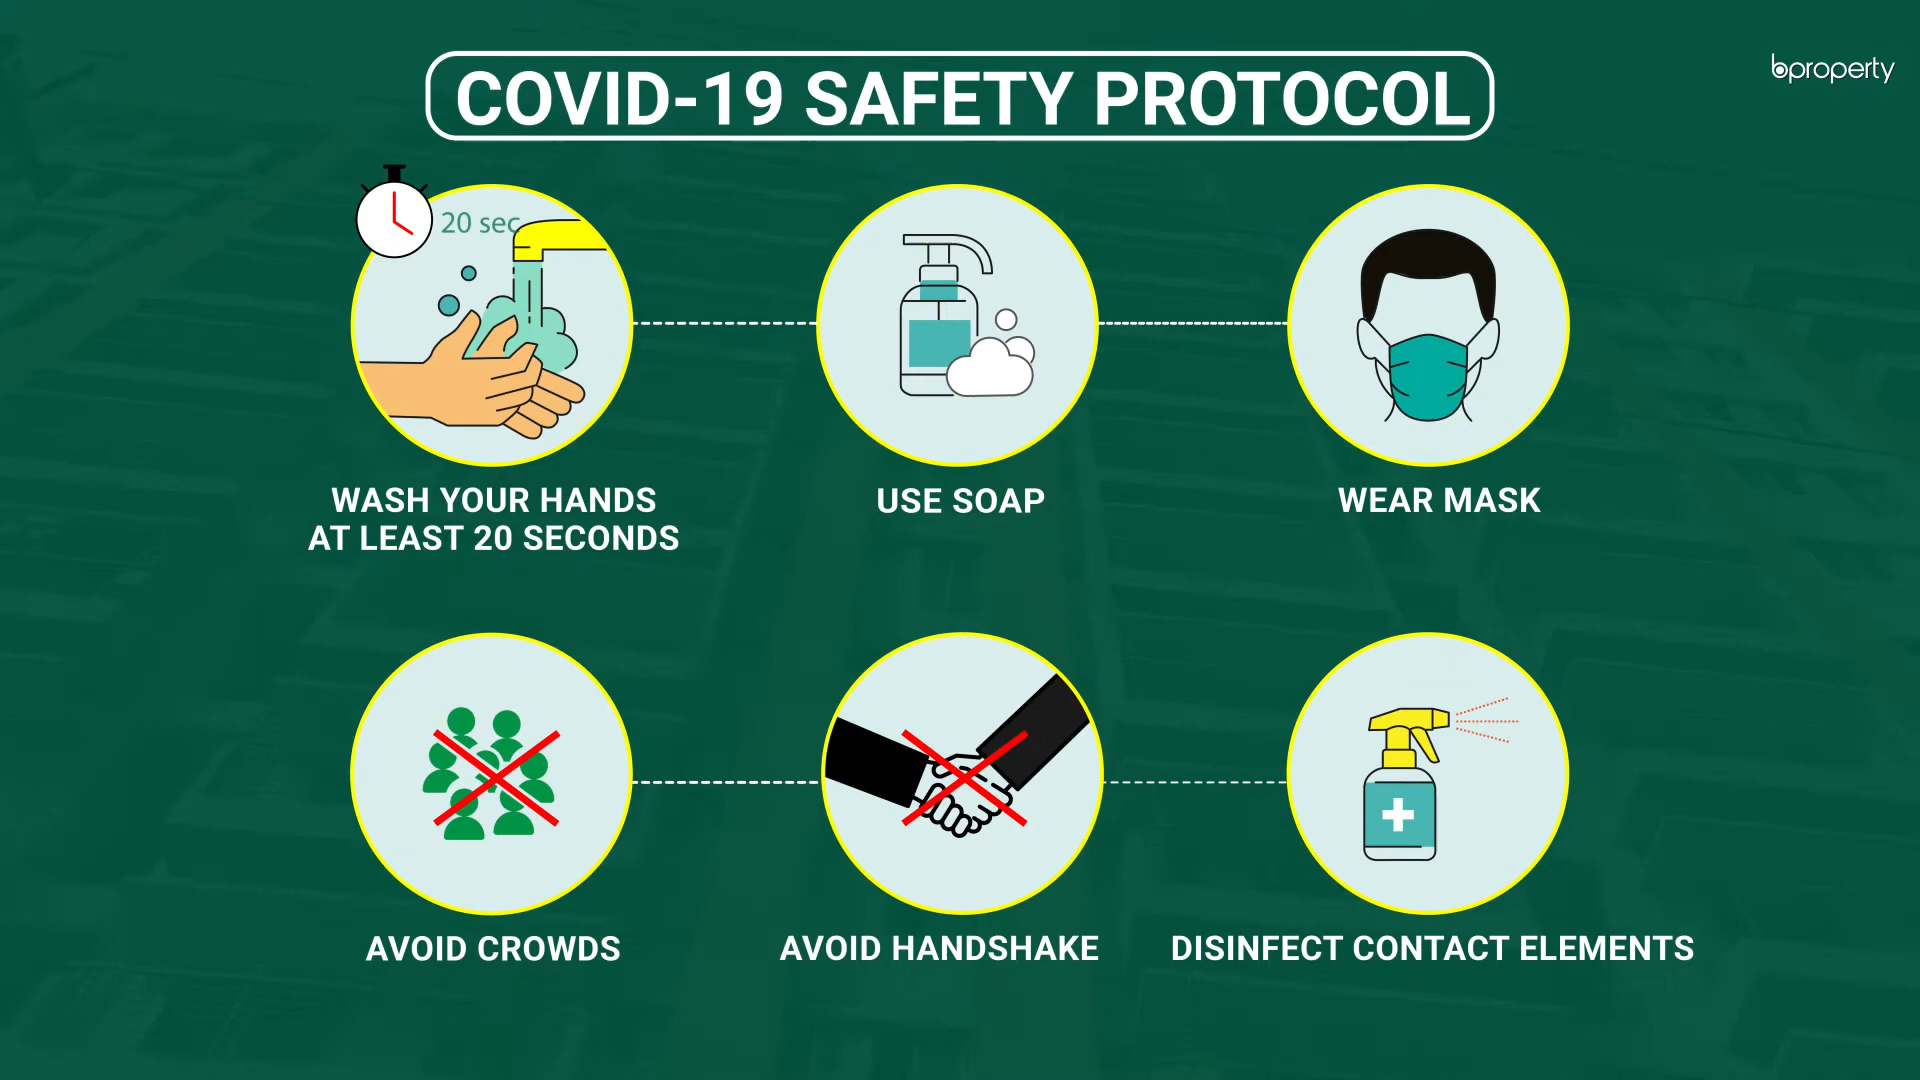 COVID-19 SAFETY PROTOCOL
bproperty
20 sec
WASH YOUR HANDS
AT LEAST 20 SECONDS
USE SOAP
WEAR MASK
AVOID CROWDS
AVOID HANDSHAKE
DISINFECT CONTACT ELEMENTS